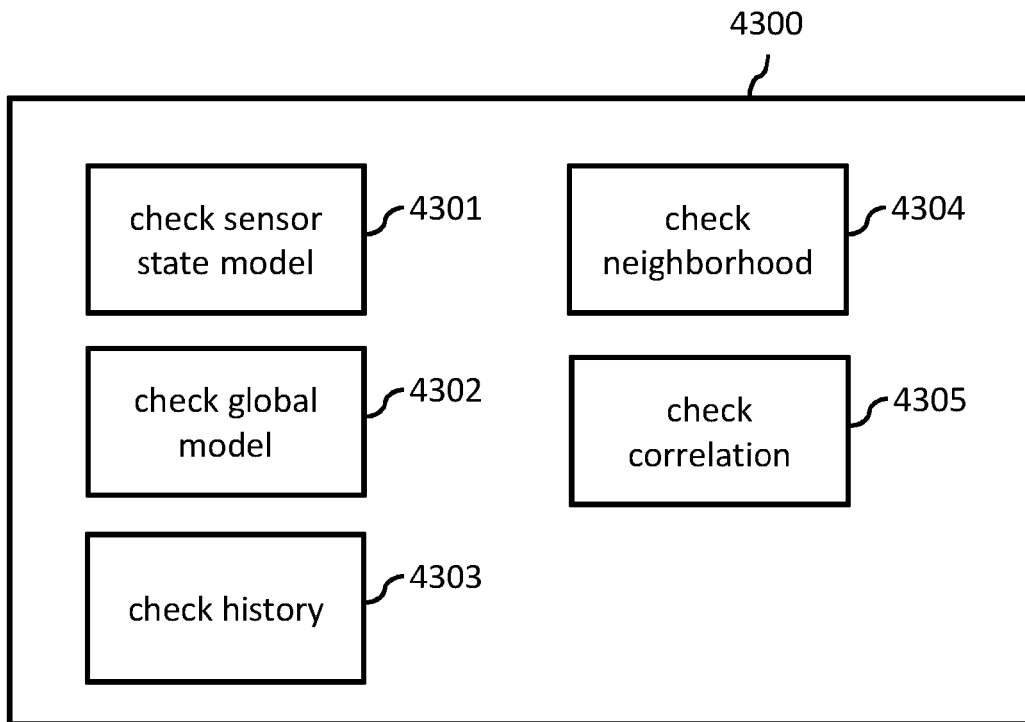 4300
check sensor
state model
4301
check global
model
4302
check history
4303
check
neighborhood
4304
check
correlation
4305